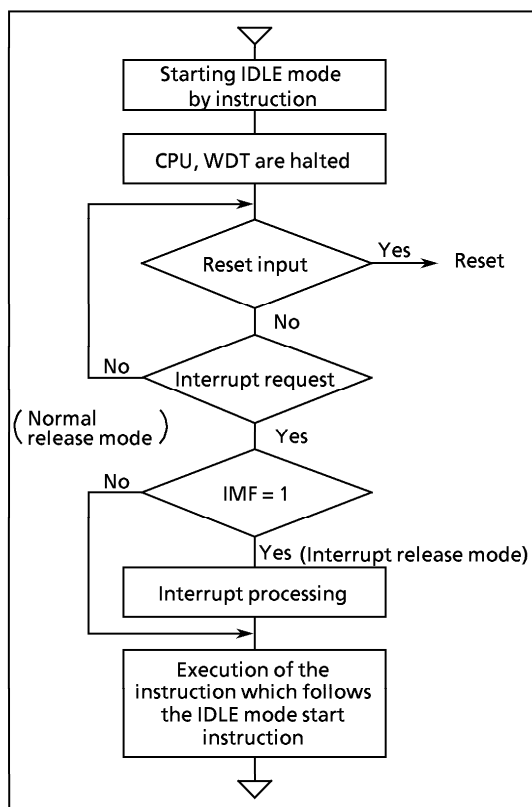 Starting IDLE mode
by instruction
CPU, WDT are halted
Reset input
Yes
Reset
No
No
Interrupt request
(Normal
release mode)
Yes
No
IMF = 1
Yes (Interrupt release mode)
Interrupt processing
Execution of the
instruction which follows
the IDLE mode start
instruction